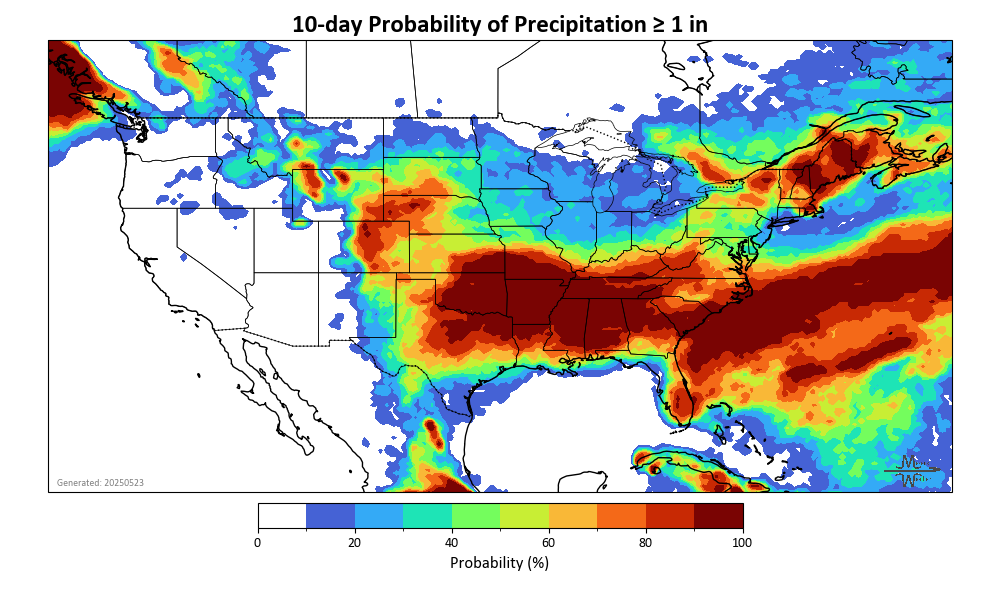 10-day Probability of Precipitation ≥ 1 in
Generated: 20250523
0 20 40 60 80 100
Probability (%)